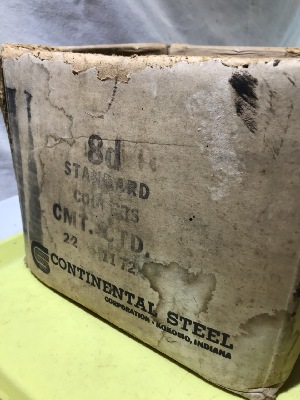 8d
STANDARD
CMT. CTD.
CONTINENTAL STEEL
CORPORATION · KOKOMO, INDIANA